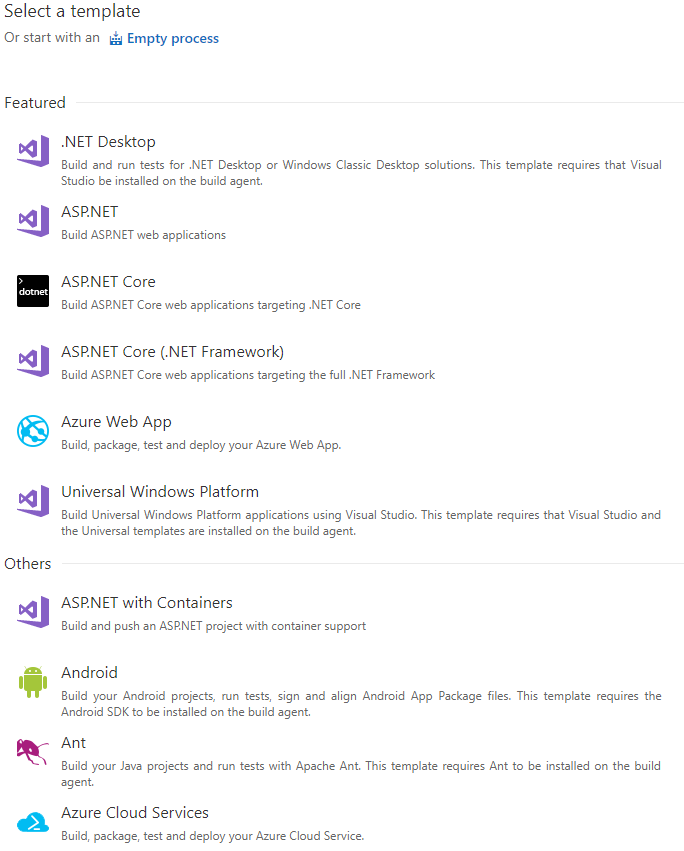 Select a template
Or start with an Empty process
Featured
.NET Desktop
Build and run tests for .NET Desktop or Windows Classic Desktop solutions. This template requires that Visual
Studio be installed on the build agent.
ASP.NET
Build ASP.NET web applications
dotnet
ASP.NET Core
Build ASP.NET Core web applications targeting .NET Core
ASP.NET Core (.NET Framework)
Build ASP.NET Core web applications targeting the full .NET Framework
Azure Web App
Build, package, test and deploy your Azure Web App.
Universal Windows Platform
Build Universal Windows Platform applications using Visual Studio. This template requires that Visual Studio and
the Universal templates are installed on the build agent.
Others
ASP.NET with Containers
Build and push an ASP.NET project with container support
Android
Build your Android projects, run tests, sign and align Android App Package files. This template requires the
Android SDK to be installed on the build agent.
Ant
Build your Java projects and run tests with Apache Ant. This template requires Ant to be installed on the build
agent.
Azure Cloud Services
Build, package, test and deploy your Azure Cloud Service.